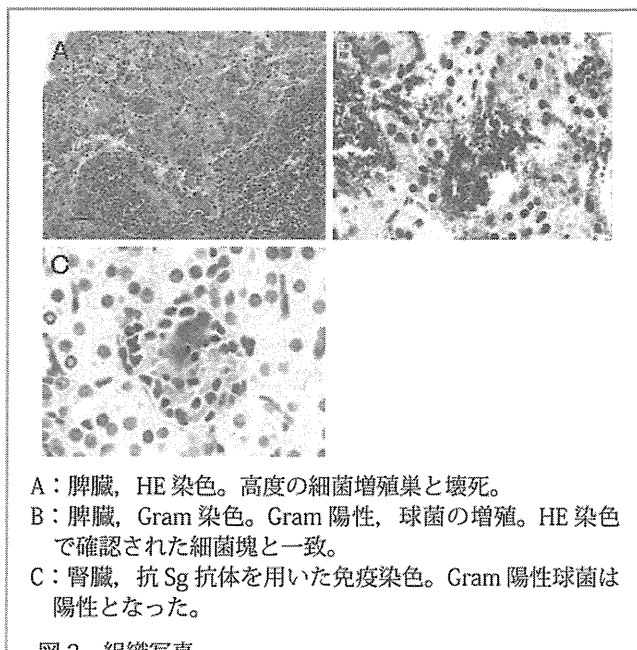 A
B
C
A：脾臓，HE 染色。高度の細菌増殖巣と壊死。
B：脾臓，Gram 染色。Gram 陽性，球菌の増殖。HE 染色
で確認された細菌塊と一致。
C：腎臓，抗 Sg 抗体を用いた免疫染色。Gram 陽性球菌は
陽性となった。
組織写真